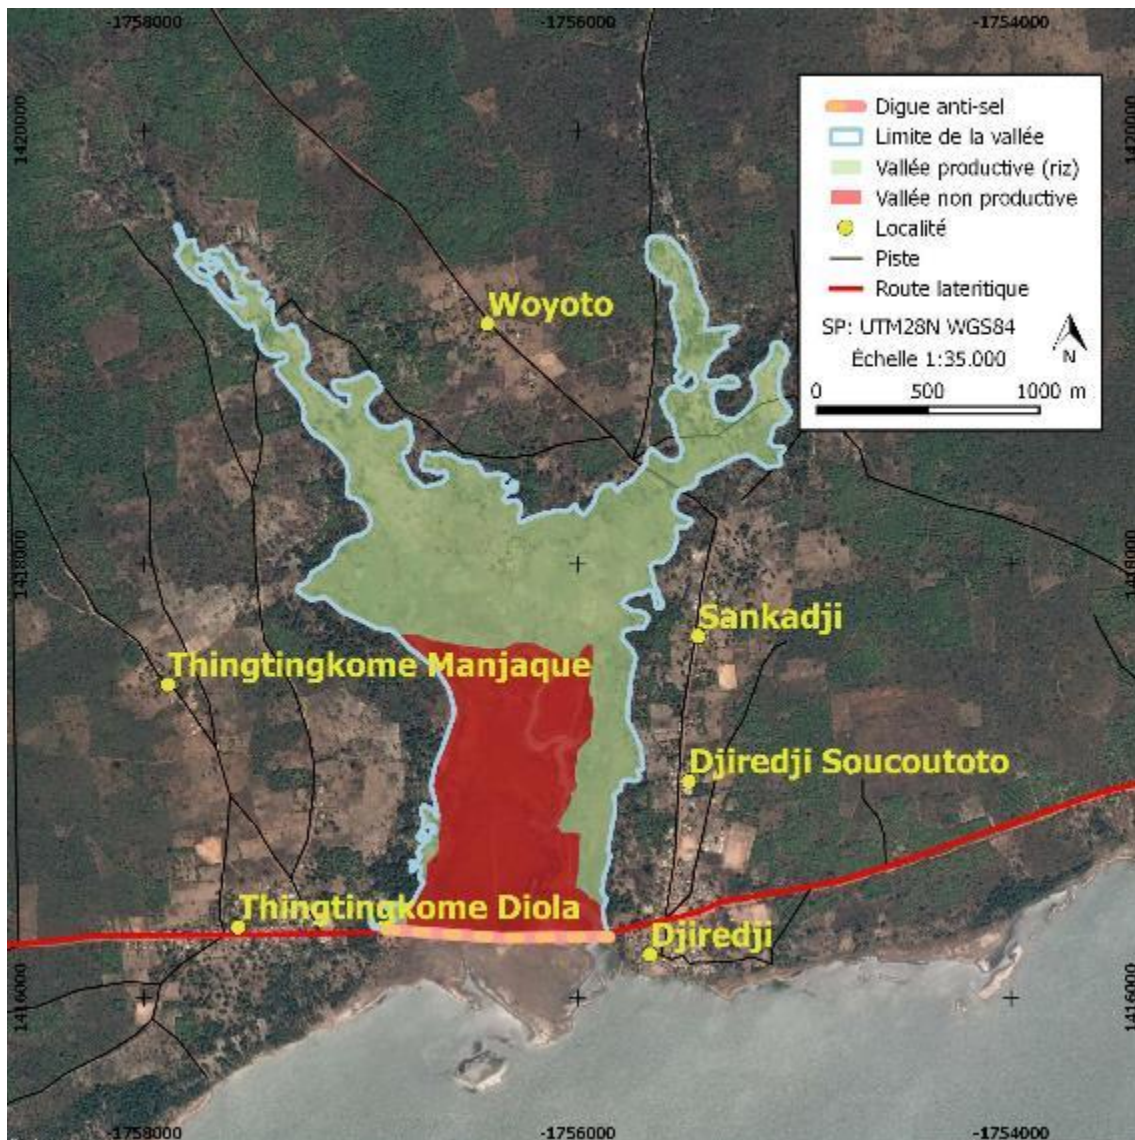 -1758000
-1756000
-1754000
1420000
1420000
Digue anti-sel
Limite de la vallée
Vallée productive (riz)
Vallée non productive
Localité
Piste
Route lateritique
SP: UTM28N WGS84
Échelle 1:35.000
N
0 500 1000 m
Woyoto
1418000
1418000
Sankadji
Thingtingkome Manjaque
Djiredji Soucoutoto
Thingtingkome Diola
Djiredji
1416000
1416000
-1758000
-1756000
-1754000